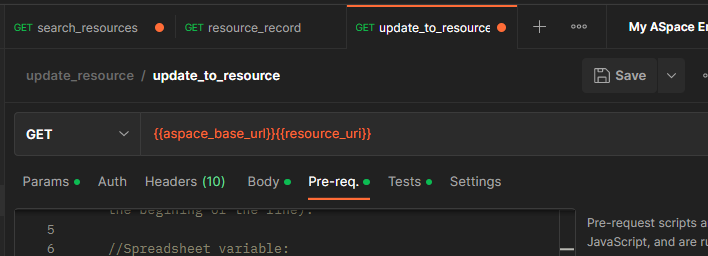 GET search_resources GET resource_record GET update_to_resource My ASpace En
update_resource / update_to_resource Save
GET {{aspace_base_url}}{{resource_uri}}
Params Auth Headers (10) Body Pre-req. Tests Settings
the begining of the line).
5
Pre-request scripts a
6 //Spreadsheet variable:
JavaScript, and are ru